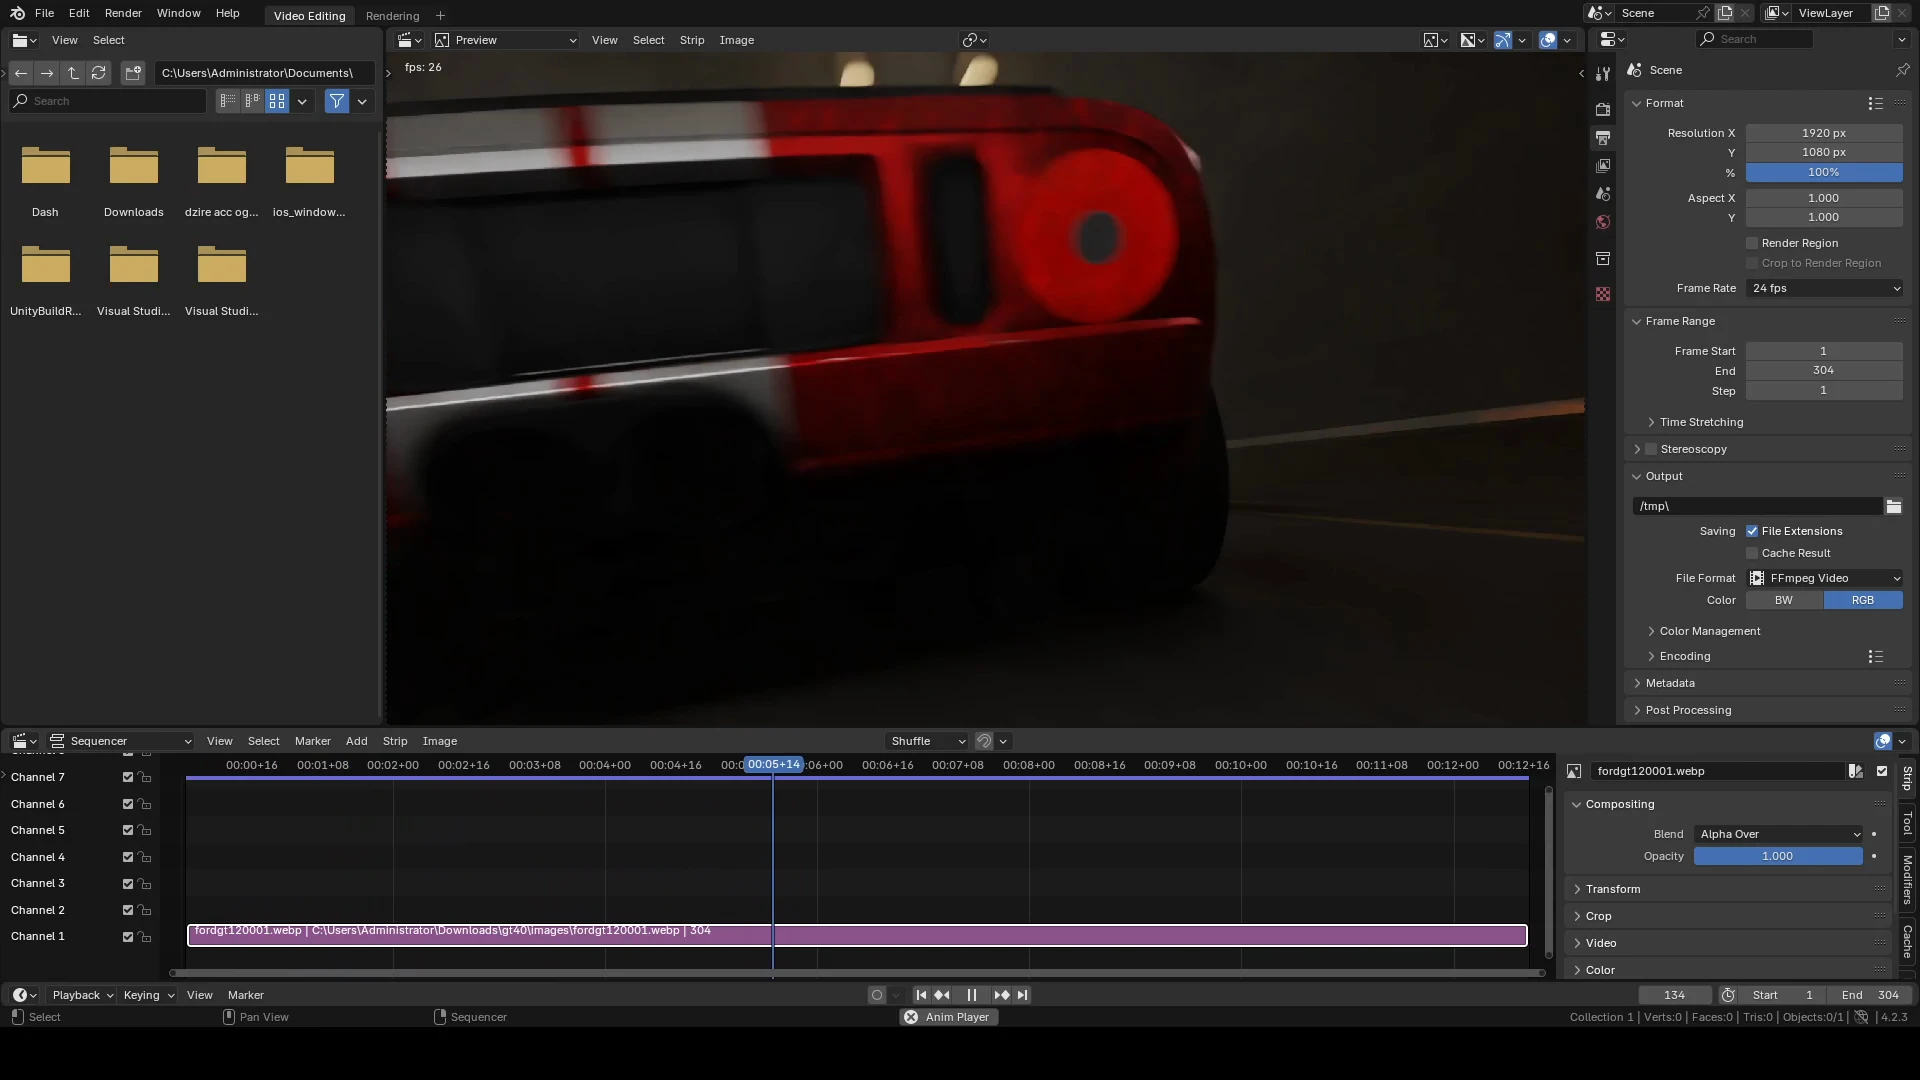 File Edit Render Window Help Video Editing Rendering + Scene ViewLayer
View Select
C:\Users\Administrator\Documents\
Search
Dash Downloads dzire acc og... ios_window...
UnityBuildR... Visual Studi... Visual Studi...
Preview View Select Strip Image
fps: 26
Search
Scene
Format
Resolution X 1920 px
Y 1080 px
% 100%
Aspect X 1.000
Y 1.000
Render Region
Crop to Render Region
Frame Rate 24 fps
Frame Range
Frame Start 1
End 304
Step 1
Time Stretching
Stereoscopy
Output
/tmp\
Saving File Extensions
Cache Result
File Format FFmpeg Video
Color BW RGB
Color Management
Encoding
Metadata
Post Processing
Sequencer View Select Marker Add Strip Image Shuffle
00:00+16 00:01+08 00:02+00 00:02+16 00:03+08 00:04+00 00:04+16 00:0 00:05+14 :06+00 00:06+16 00:07+08 00:08+00 00:08+16 00:09+08 00:10+00 00:10+16 00:11+08 00:12+00 00:12+16
Channel 7
Channel 6
Channel 5
Channel 4
Channel 3
Channel 2
Channel 1
fordgt120001.webp | C:\Users\Administrator\Downloads\gt40\images\fordgt120001.webp | 304
fordgt120001.webp
Compositing
Blend Alpha Over
Opacity 1.000
Transform
Crop
Video
Color
Strip
Tool
Modifiers
Cache
Playback Keying View Marker 134 Start 1 End 304
Select Pan View Sequencer Anim Player Collection 1 | Verts:0 | Faces:0 | Tris:0 | Objects:0/1 | 4.2.3